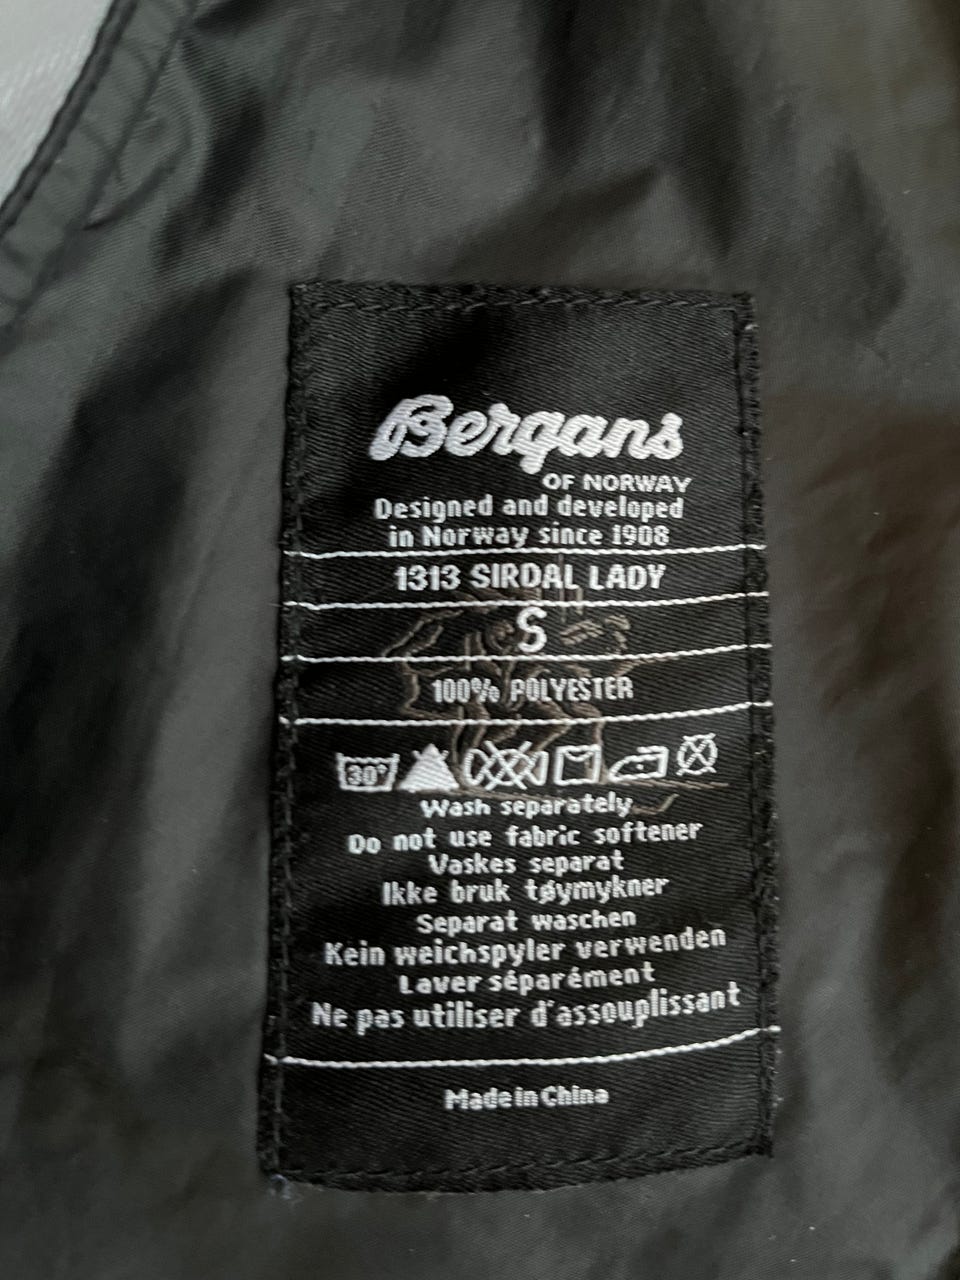 Bergans
OF NORWAY
Designed and developed
in Norway since 1908
1313 SIRDAL LADY
S
100% POLYESTER
30°
Wash separately
Do not use fabric softener
Vaskes separat
Ikke bruk tøymykner
Separat waschen
Kein weichspyler verwenden
Laver séparément
Ne pas utiliser d'assouplissant
Made in China